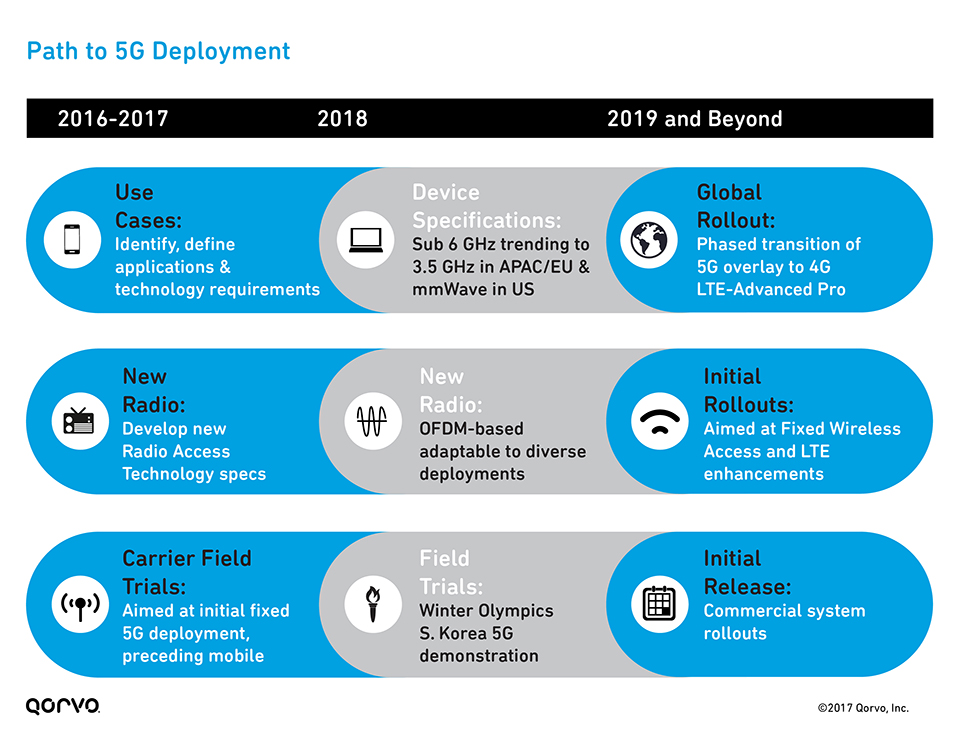 Path to 5G Deployment
2016-2017
2018
2019 and Beyond
Use
Cases:
Identify, define
applications &
technology requirements
Device
Specifications:
Sub 6 GHz trending to
3.5 GHz in APAC/EU &
mmWave in US
Global
Rollout:
Phased transition of
5G overlay to 4G
LTE-Advanced Pro
New
Radio:
Develop new
Radio Access
Technology specs
New
Radio:
OFDM-based
adaptable to diverse
deployments
Initial
Rollouts:
Aimed at Fixed Wireless
Access and LTE
enhancements
Carrier Field
Trials:
Aimed at initial fixed
5G deployment,
preceding mobile
Field
Trials:
Winter Olympics
S. Korea 5G
demonstration
Initial
Release:
Commercial system
rollouts
QORVO
©2017 Qorvo, Inc.